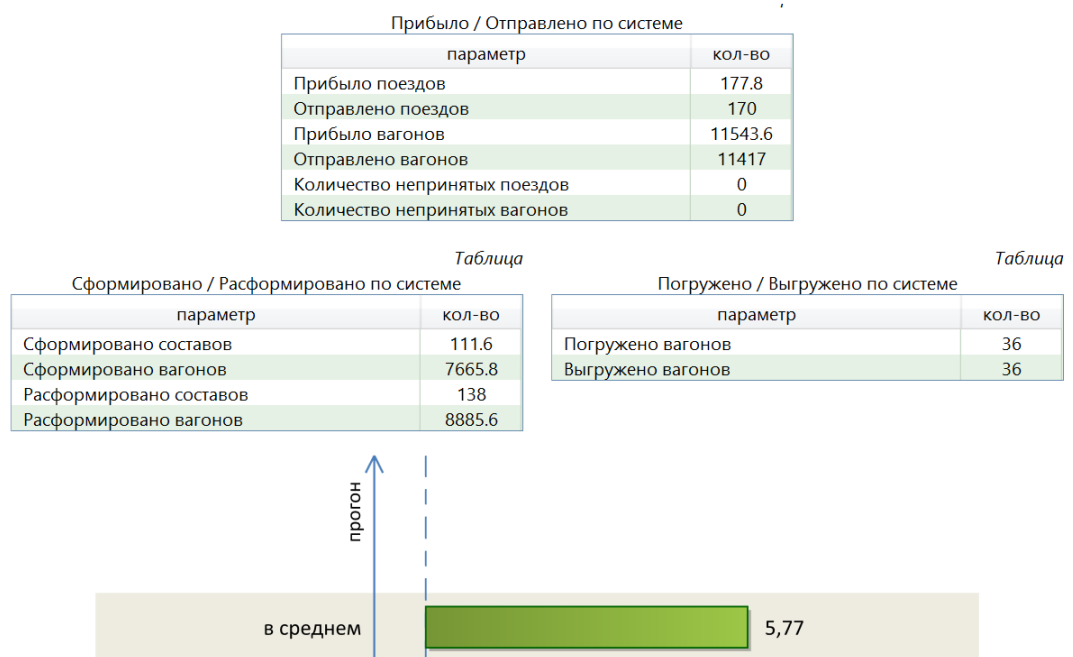 Прибыло / Отправлено по системе
параметр кол-во
Прибыло поездов 177.8
Отправлено поездов 170
Прибыло вагонов 11543.6
Отправлено вагонов 11417
Количество непринятых поездов 0
Количество непринятых вагонов 0
Таблица
Сформировано / Расформировано по системе
параметр кол-во
Сформировано составов 111.6
Сформировано вагонов 7665.8
Расформировано составов 138
Расформировано вагонов 8885.6
Таблица
Погружено / Выгружено по системе
параметр кол-во
Погружено вагонов 36
Выгружено вагонов 36
прогон
в среднем 5,77